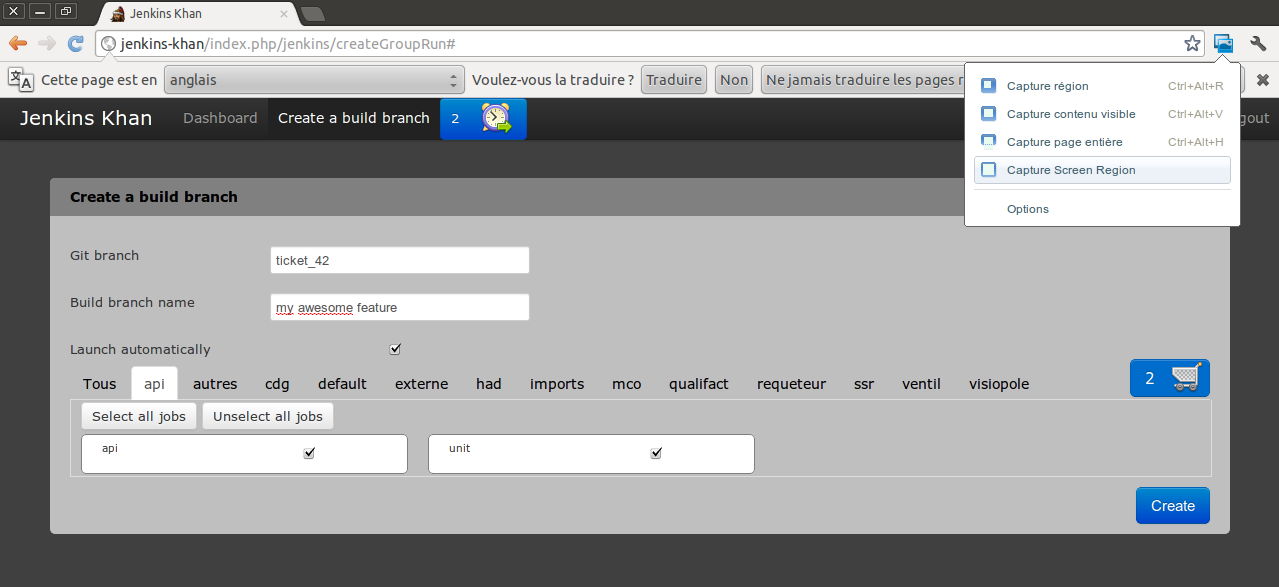 Jenkins Khan
jenkins-khan/index.php/jenkins/createGroupRun#
Cette page est en anglais Voulez-vous la traduire ? Traduire Non Ne jamais traduire les pages
Capture région Ctrl+Alt+R
Capture contenu visible Ctrl+Alt+V
Capture page entière Ctrl+Alt+H
Capture Screen Region
Options
Jenkins Khan Dashboard Create a build branch 2
Create a build branch
Git branch ticket_42
Build branch name my awesome feature
Launch automatically
Tous api autres cdg default externe had imports mco qualifact requeteur ssr ventil visiopole 2
Select all jobs Unselect all jobs
api unit
Create